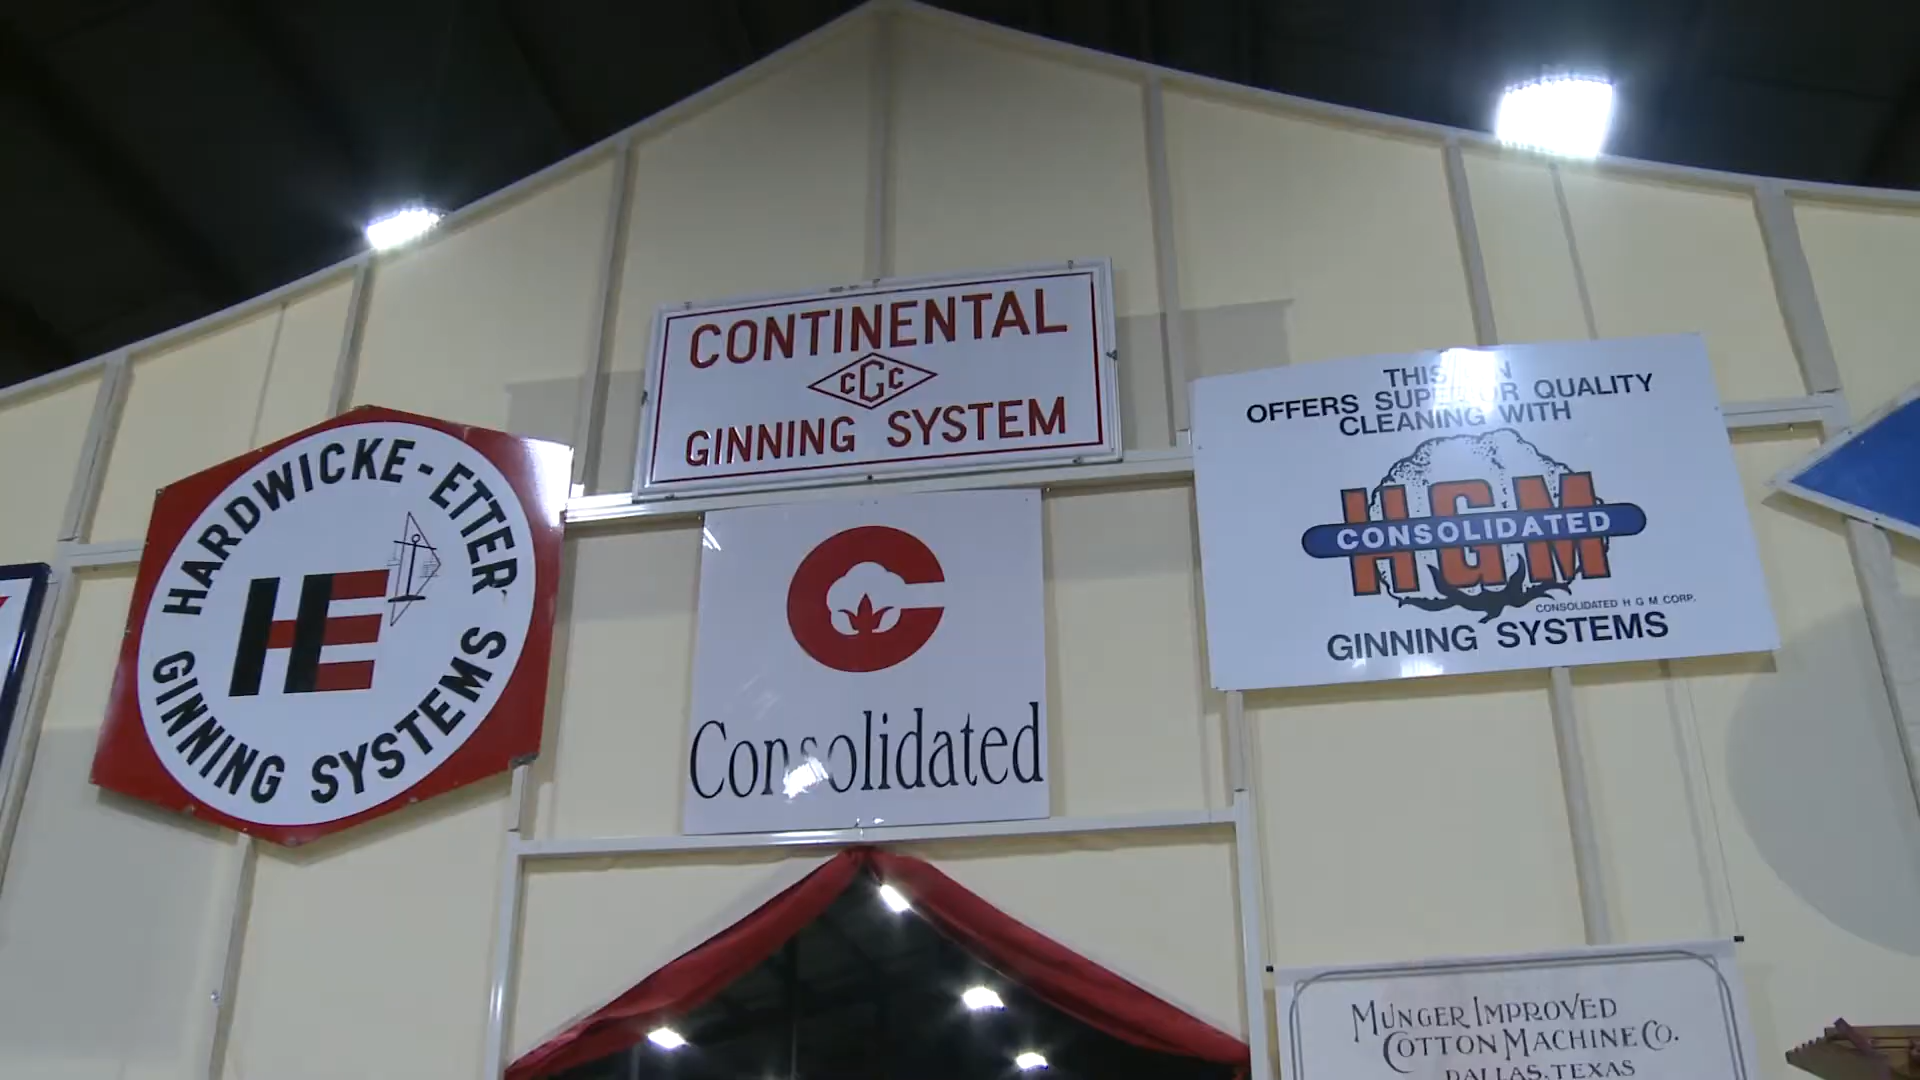 CONTINENTAL
CGC
GINNING SYSTEM
HARDWICKE-ETTER
HE
GINNING SYSTEMS
Consolidated
THIS
OFFERS QUALITY
CLEANING WITH
HGM
CONSOLIDATED
CONSOLIDATED H G M CORP.
GINNING SYSTEMS
MUNGER IMPROVED
COTTON MACHINE CO.
DALLAS, TEXAS